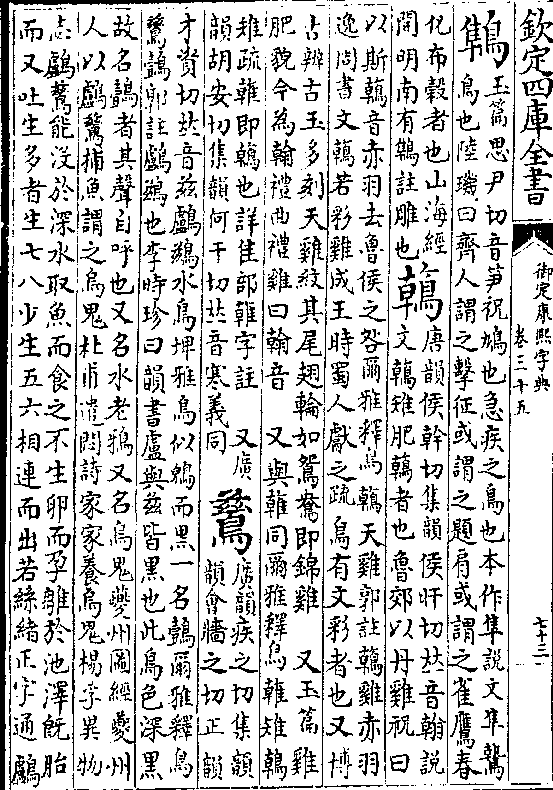 欽定四庫全書
御定康熙字典
卷三十五
七十三
鶽
玉篇思尹切音笋祝鳩也急疾之鳥也本作隼說文隼鷙
鳥也陸璣曰齊人謂之擊征或謂之題肩或謂之雀鷹春
化布穀者也山海經
開明南有鶽註雕也
鶾
唐韻侯幹切集韻侯旰切𠀤音翰說
文鶾雉肥鶾者也魯郊以丹雞祝曰
以斯鶾音赤羽去魯侯之咎爾雅釋鳥鶾天雞郭註鶾雞赤羽
逸周書文鶾若彩雞成王時蜀人獻之疏鳥有文彩者也又博
古辨古玉多刻天雞紋其尾翅輪如鴛鴦即錦雞 又玉篇雞
肥貌今為翰禮曲禮雞曰翰音 又與雗同爾雅釋鳥雗雉鶾
雉疏雗即鶾也詳隹部雗字註 又廣
韻胡安切集韻何干切𠀤音寒義同
鶿
廣韻疾之切集韻
韻會牆之切正韻
才資切𠀤音兹鸕鶿水鳥埤雅鳥似鶂而黑一名鷧爾雅釋鳥
鶿鷧郭註鸕鶿也李時珍曰韻書盧與兹皆黑也此鳥色深黑
故名鷧者其聲自呼也又名水老鴉又名烏鬼夔州圖經夔州
人以鸕鶿捕魚謂之烏鬼杜甫遣悶詩家家養烏鬼楊孚異物
志鸕鶿能沒於深水取魚而食之不生卵而孕雛於池澤既胎
而又吐生多者生七八少生五六相連而出若絲緒正字通鸕